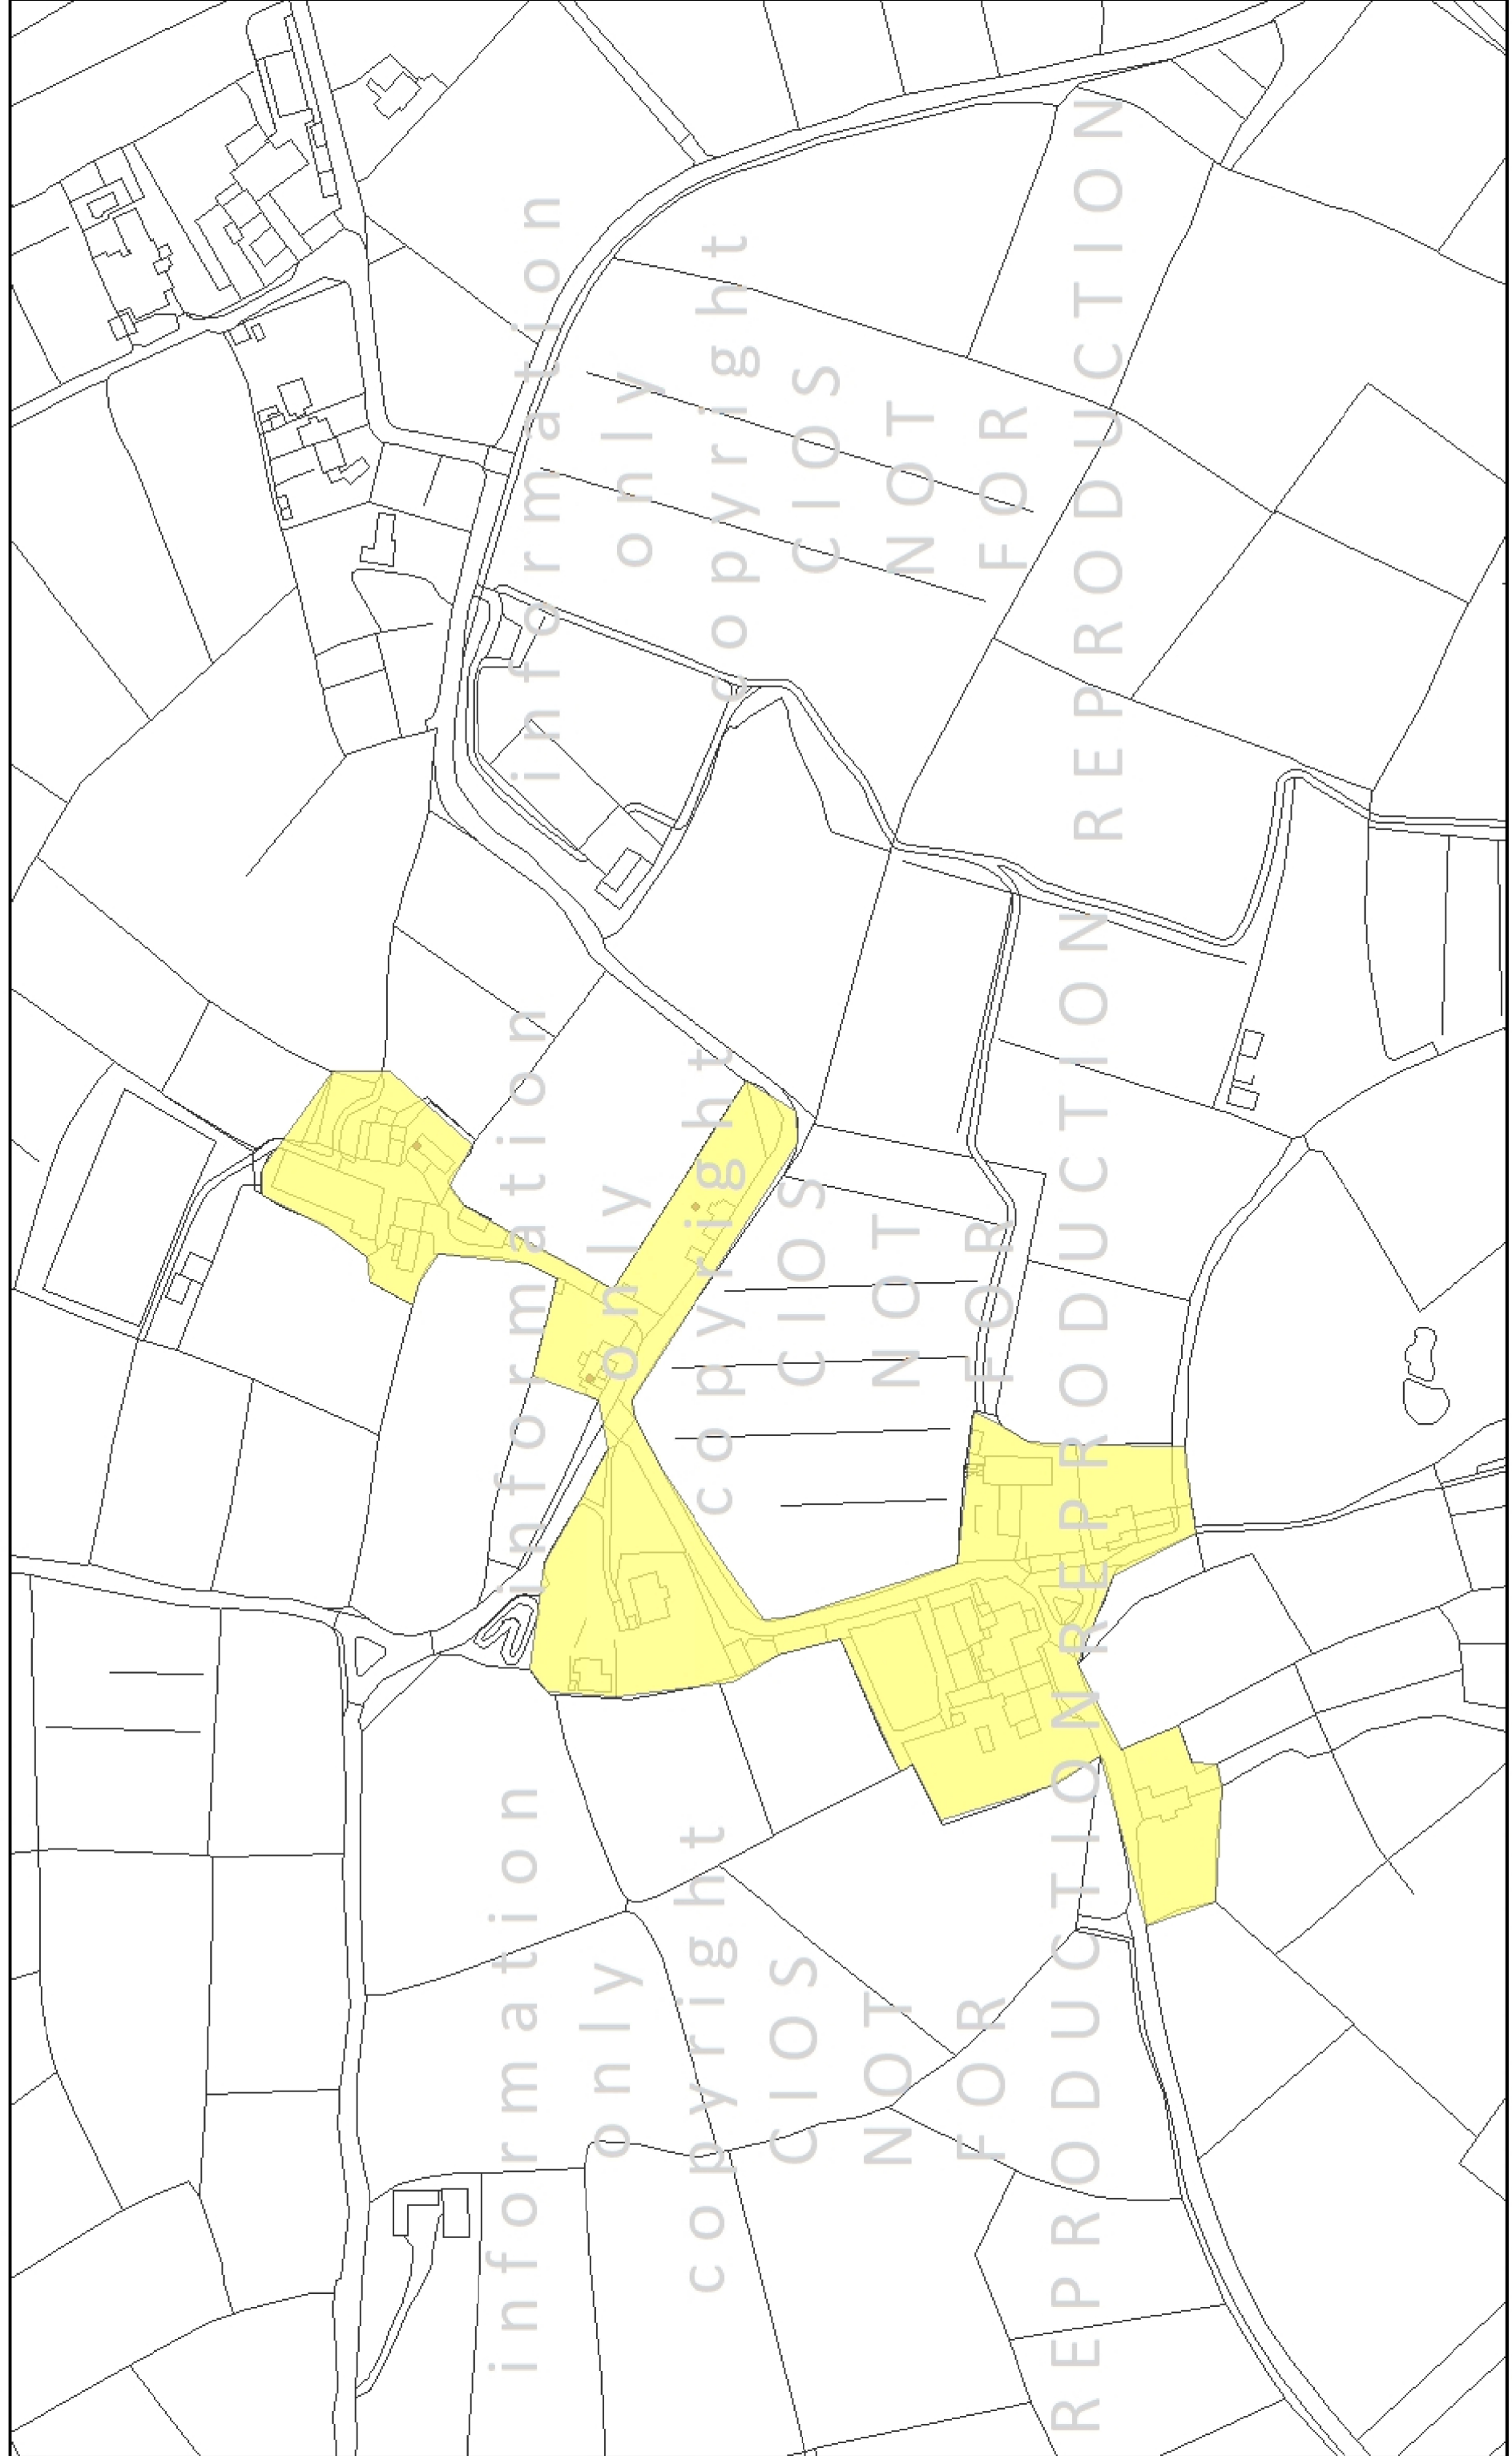 information
only
copyright
CIOS
NOT
FOR
REPRODUCTION
information
only
copyright
CIOS
NOT
FOR
REPRODUCTION
information
only
copyright
CIOS
NOT
FOR
REPRODUCTION